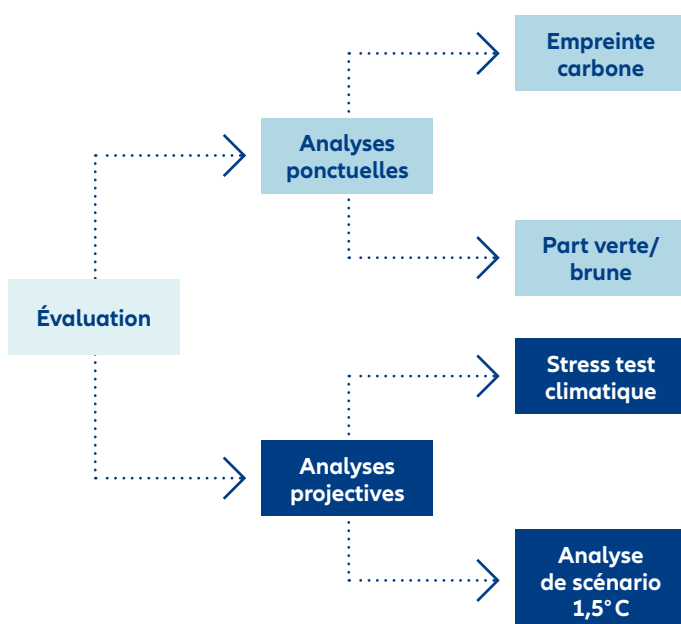 Empreinte
carbone
Analyses
ponctuelles
Part verte/
brune
Évaluation
Stress test
climatique
Analyses
projectives
Analyse
de scénario
1,5° C